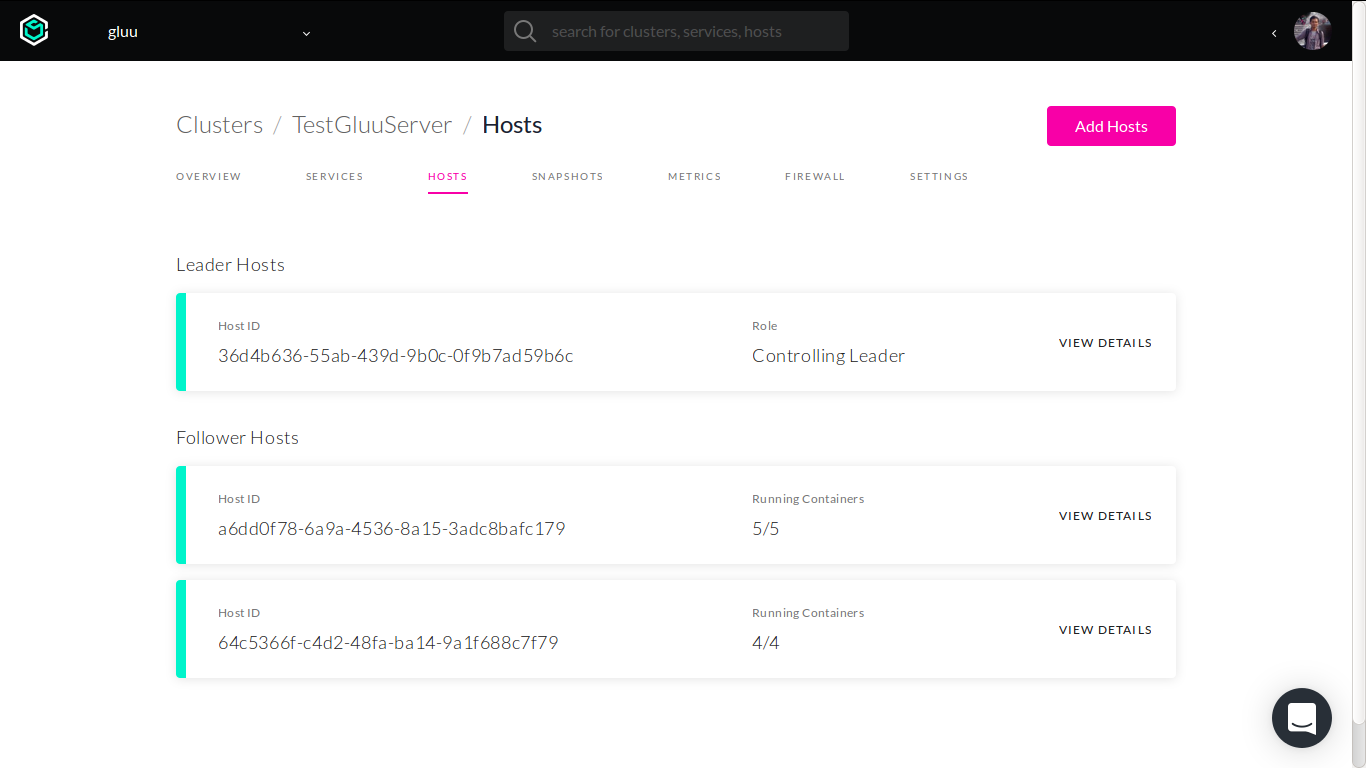 gluu
search for clusters, services, hosts
Clusters / TestGluuServer / Hosts
Add Hosts
OVERVIEW SERVICES HOSTS SNAPSHOTS METRICS FIREWALL SETTINGS
Leader Hosts
Host ID Role
36d4b636-55ab-439d-9b0c-0f9b7ad59b6c Controlling Leader
VIEW DETAILS
Follower Hosts
Host ID Running Containers
a6dd0f78-6a9a-4536-8a15-3adc8bafc179 5/5
VIEW DETAILS
Host ID Running Containers
64c5366f-c4d2-48fa-ba14-9a1f688c7f79 4/4
VIEW DETAILS